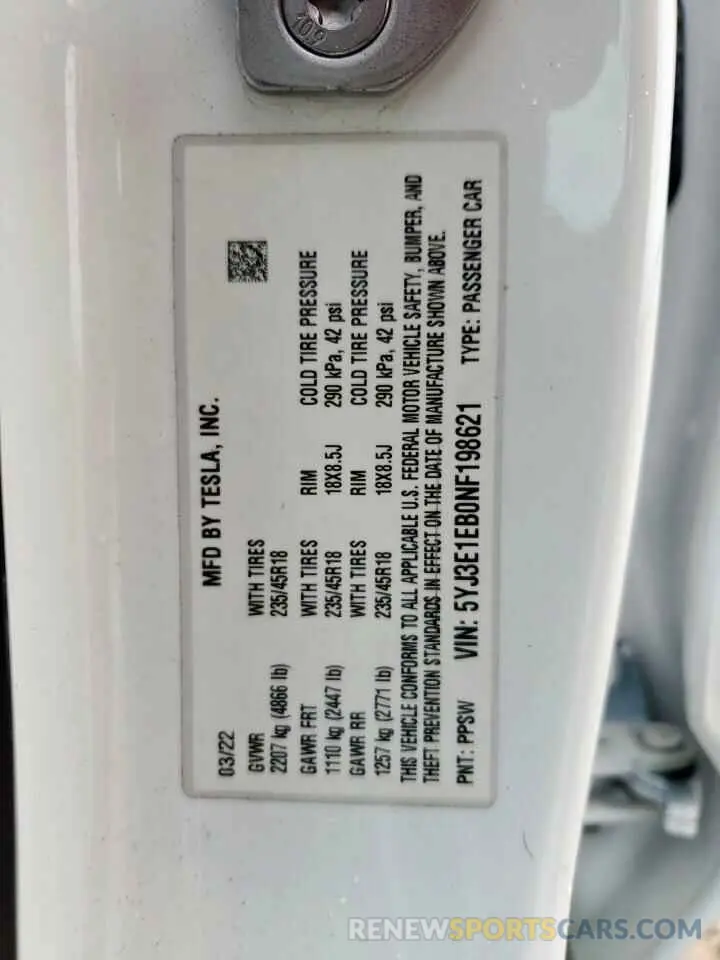 10.9
MFD BY TESLA, INC.
03/22
GVWR WITH TIRES
2207 kg (4866 lb) 235/45R18
GAWR FRT WITH TIRES RIM COLD TIRE PRESSURE
1110 kg (2447 lb) 235/45R18 18X8.5J 290 kPa, 42 psi
GAWR RR WITH TIRES RIM COLD TIRE PRESSURE
1257 kg (2771 lb) 235/45R18 18X8.5J 290 kPa, 42 psi
THIS VEHICLE CONFORMS TO ALL APPLICABLE U.S. FEDERAL MOTOR VEHICLE SAFETY, BUMPER, AND
THEFT PREVENTION STANDARDS IN EFFECT ON THE DATE OF MANUFACTURE SHOWN ABOVE.
PNT: PPSW VIN: 5YJ3E1EB0NF198621 TYPE: PASSENGER CAR
RENEWSPORTSCARS.COM